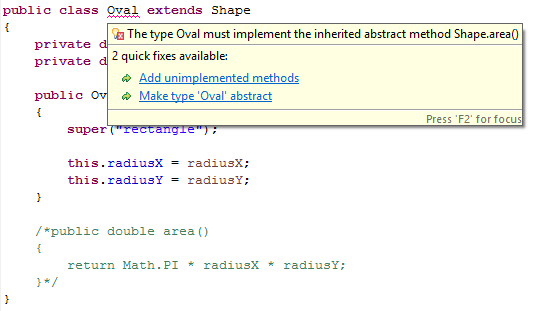 public class Oval extends Shape
{
The type Oval must implement the inherited abstract method Shape.area()
private d
2 quick fixes available:
private d
Add unimplemented methods
Make type 'Oval' abstract
public Ov
{
Press 'F2' for focus
super("rectangle");
this.radiusX = radiusX;
this.radiusY = radiusY;
}
/*public double area()
{
return Math.PI * radiusX * radiusY;
}*/
}